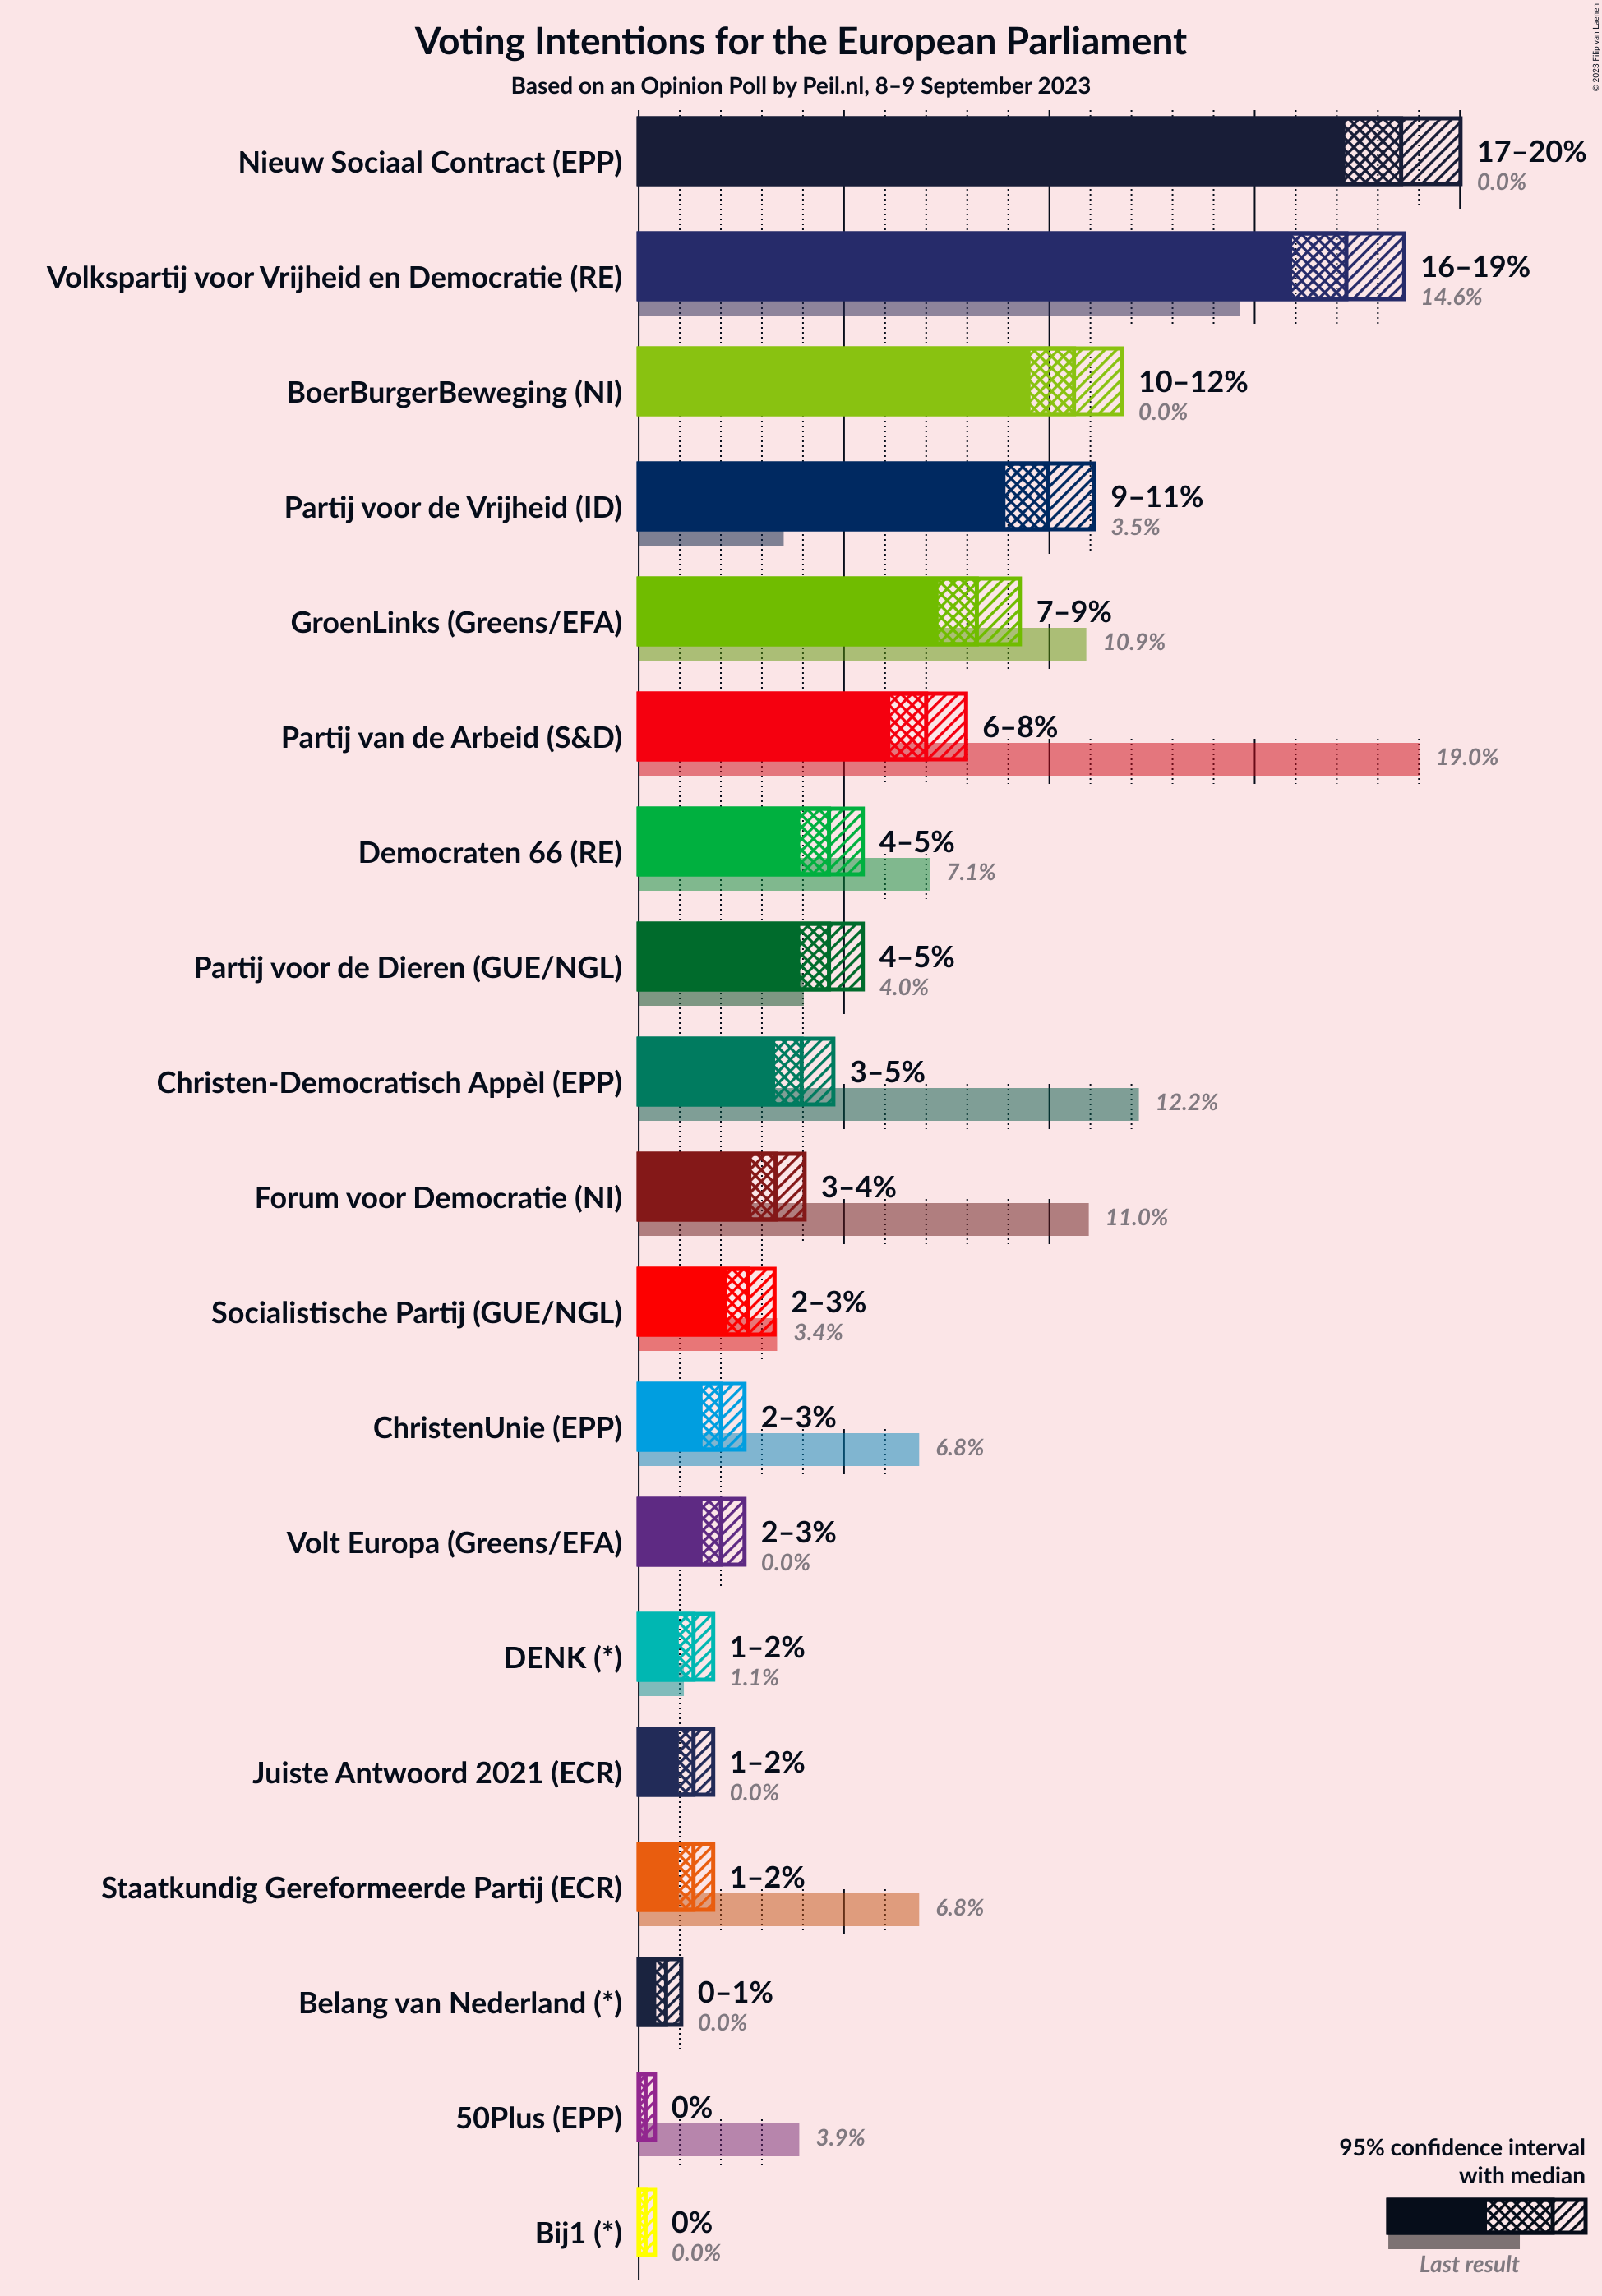 Voting Intentions for the European Parliament
Based on an Opinion Poll by Peil.nl, 8–9 September 2023
© 2023 Filip van Laenen
Nieuw Sociaal Contract (EPP)
17–20%
0.0%
Volkspartij voor Vrijheid en Democratie (RE)
16–19%
14.6%
BoerBurgerBeweging (NI)
10–12%
0.0%
Partij voor de Vrijheid (ID)
9–11%
3.5%
GroenLinks (Greens/EFA)
7–9%
10.9%
Partij van de Arbeid (S&D)
6–8%
19.0%
Democraten 66 (RE)
4–5%
7.1%
Partij voor de Dieren (GUE/NGL)
4–5%
4.0%
Christen-Democratisch Appèl (EPP)
3–5%
12.2%
Forum voor Democratie (NI)
3–4%
11.0%
Socialistische Partij (GUE/NGL)
2–3%
3.4%
ChristenUnie (EPP)
2–3%
6.8%
Volt Europa (Greens/EFA)
2–3%
0.0%
DENK (*)
1–2%
1.1%
Juiste Antwoord 2021 (ECR)
1–2%
0.0%
Staatkundig Gereformeerde Partij (ECR)
1–2%
6.8%
Belang van Nederland (*)
0–1%
0.0%
50Plus (EPP)
0%
3.9%
Bij1 (*)
0%
0.0%
95% confidence interval
with median
Last result